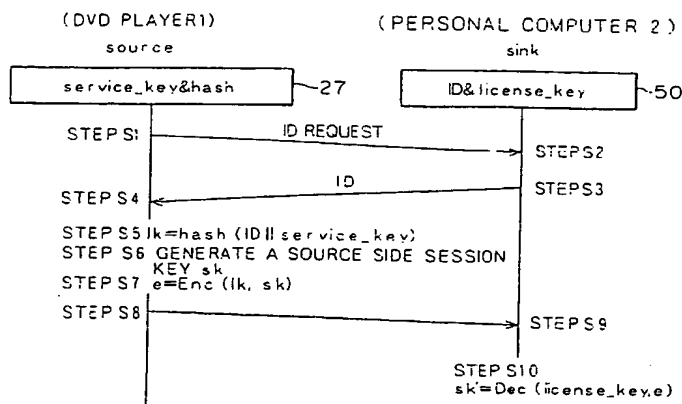 (DVD PLAYER1)
(PERSONAL COMPUTER 2)
source
sink
service_key&hash
27
ID&license_key
50
STEP S1
ID REQUEST
STEP S2
ID
STEP S3
STEP S4
STEP S5 lk=hash (ID || service_key)
STEP S6 GENERATE A SOURCE SIDE SESSION
KEY sk
STEP S7 e=Enc (lk, sk)
STEP S8
STEP S9
STEP S10
sk'=Dec (license_key,e)